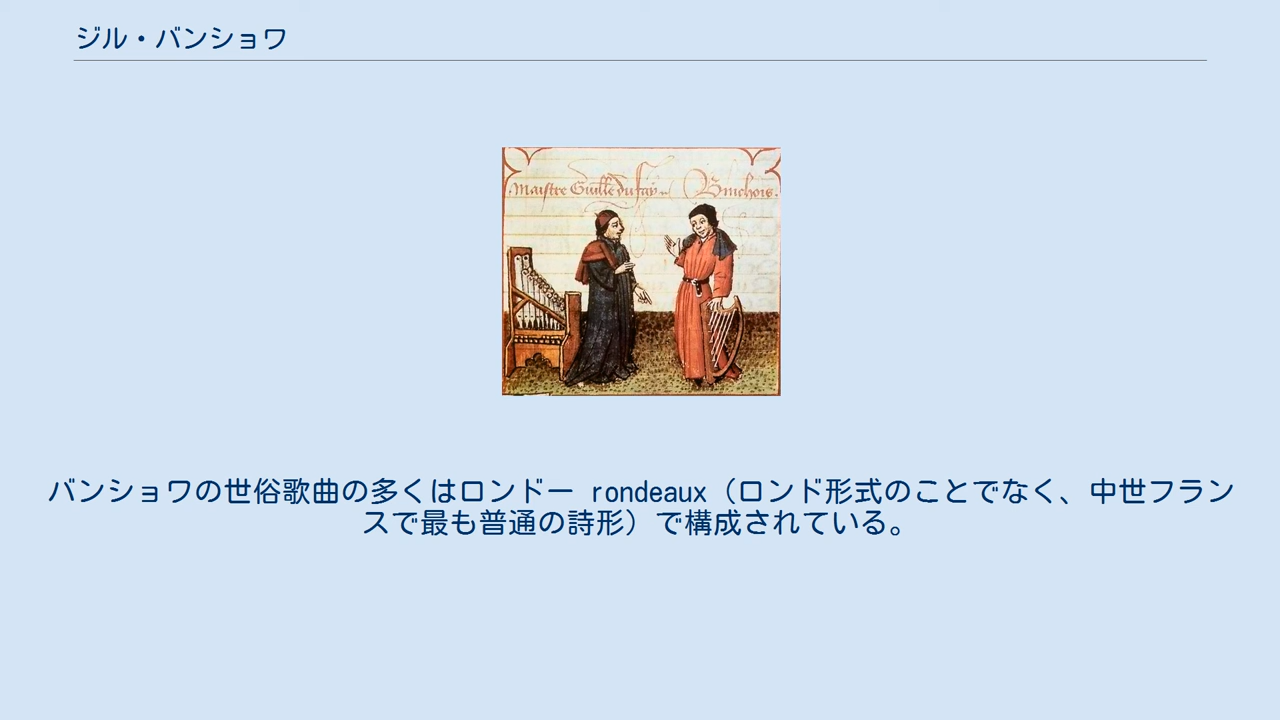 ジル・バンショワ
Maistre Guille du fay Binchois.
バンショワの世俗歌曲の多くはロンドー rondeaux（ロンド形式のことでなく、中世フラン
スで最も普通の詩形）で構成されている。